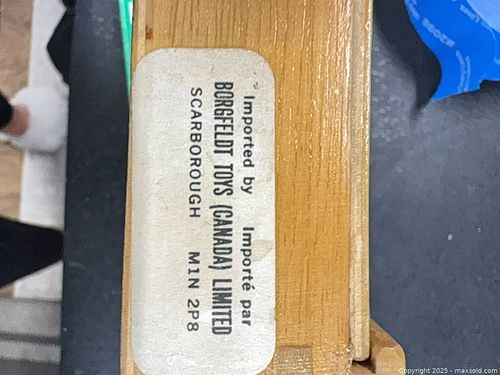 Imported by Importé par
BORGFELDT TOYS (CANADA) LIMITED
SCARBOROUGH M1N 2P8
Copyright 2025 - maxsold.com